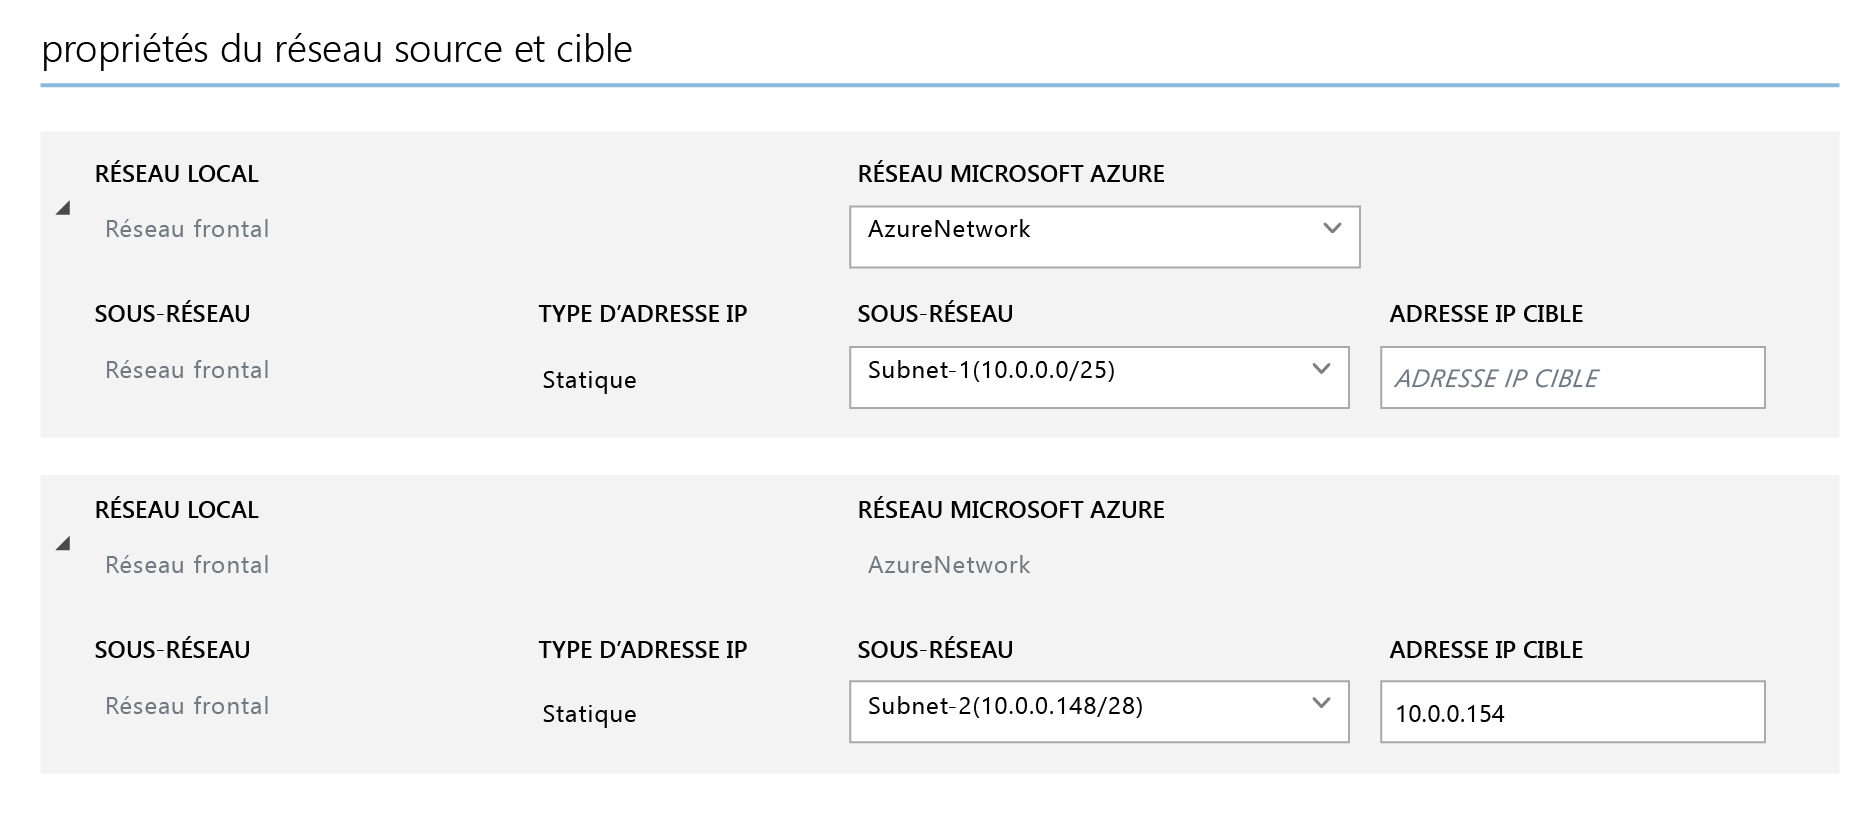 propriétés du réseau source et cible
RÉSEAU LOCAL
RÉSEAU MICROSOFT AZURE
Réseau frontal
AzureNetwork
SOUS-RÉSEAU
TYPE D’ADRESSE IP
SOUS-RÉSEAU
ADRESSE IP CIBLE
Réseau frontal
Statique
Subnet-1(10.0.0.0/25)
ADRESSE IP CIBLE
RÉSEAU LOCAL
RÉSEAU MICROSOFT AZURE
Réseau frontal
AzureNetwork
SOUS-RÉSEAU
TYPE D’ADRESSE IP
SOUS-RÉSEAU
ADRESSE IP CIBLE
Réseau frontal
Statique
Subnet-2(10.0.0.148/28)
10.0.0.154